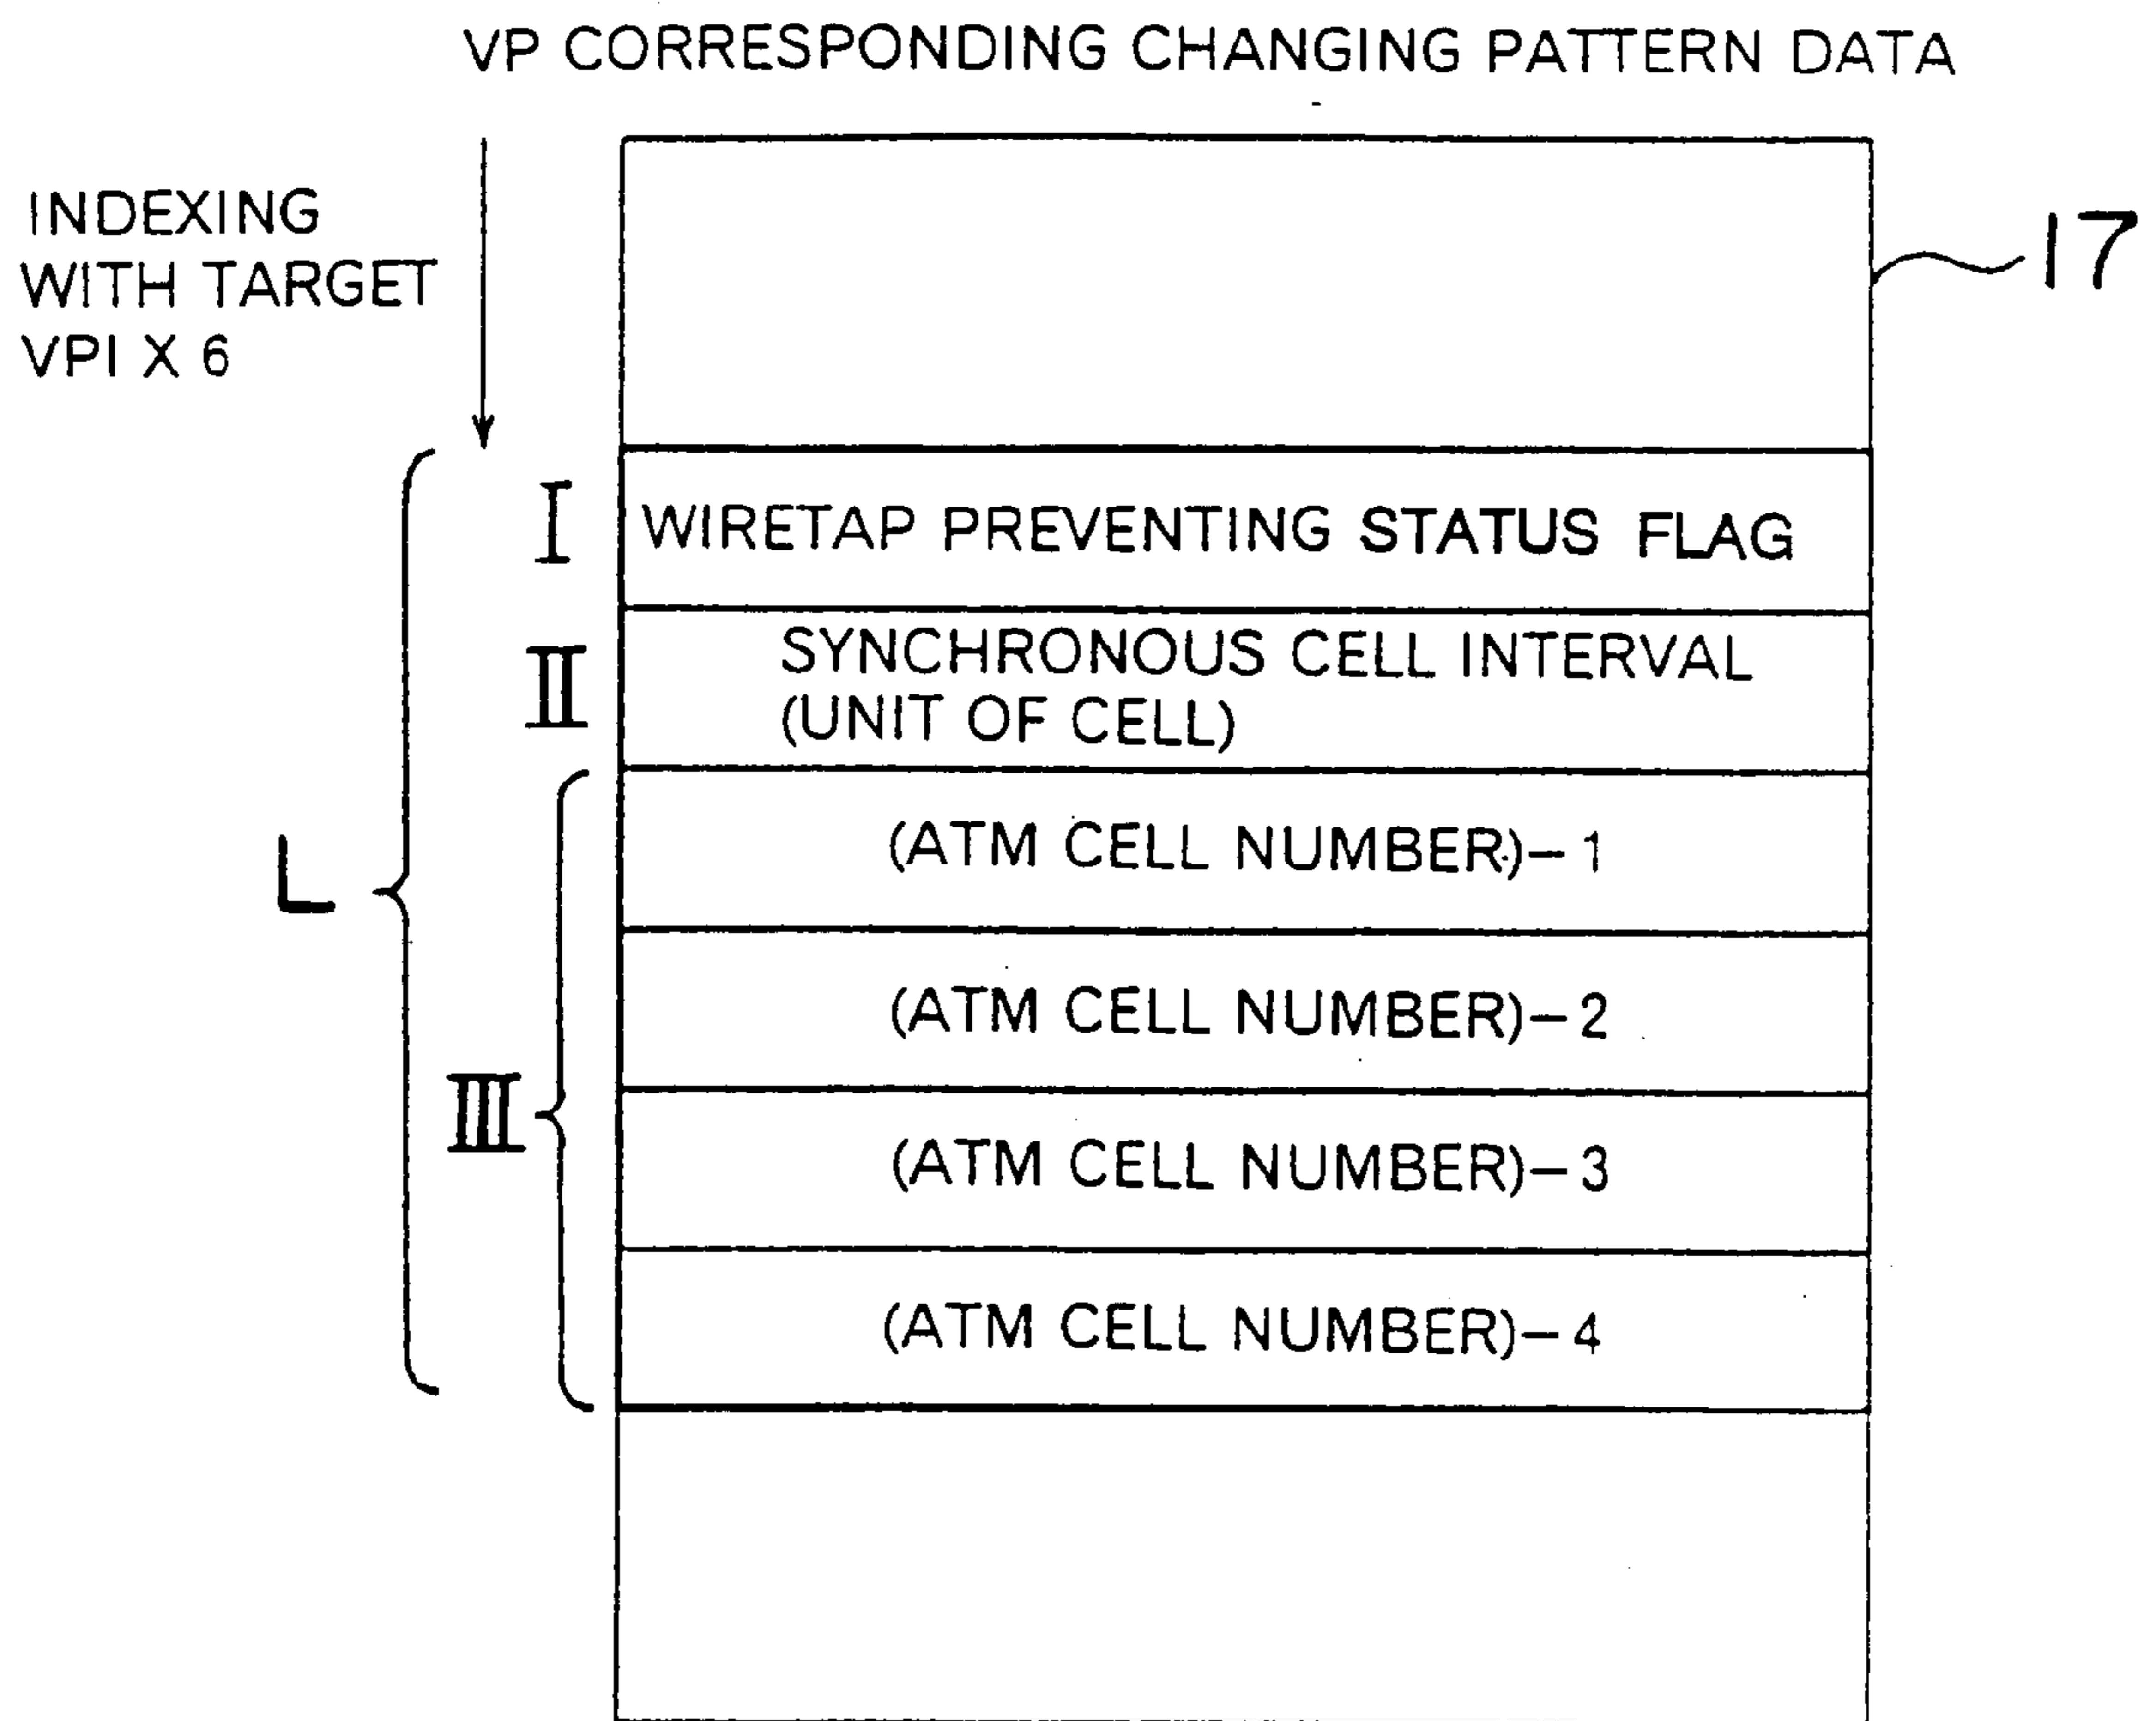 VP CORRESPONDING CHANGING PATTERN DATA
INDEXING
WITH TARGET
VPI X 6
17
I
WIRETAP PREVENTING STATUS FLAG
II
SYNCHRONOUS CELL INTERVAL
(UNIT OF CELL)
L
III
(ATM CELL NUMBER)-1
(ATM CELL NUMBER)-2
(ATM CELL NUMBER)-3
(ATM CELL NUMBER)-4